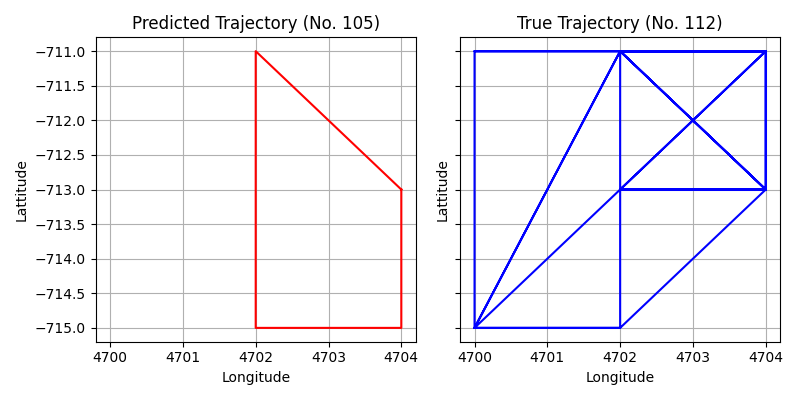 Predicted Trajectory (No. 105)
Lattitude
−711.0
−711.5
−712.0
−712.5
−713.0
−713.5
−714.0
−714.5
−715.0
4700 4701 4702 4703 4704
Longitude
True Trajectory (No. 112)
Lattitude
4700 4701 4702 4703 4704
Longitude